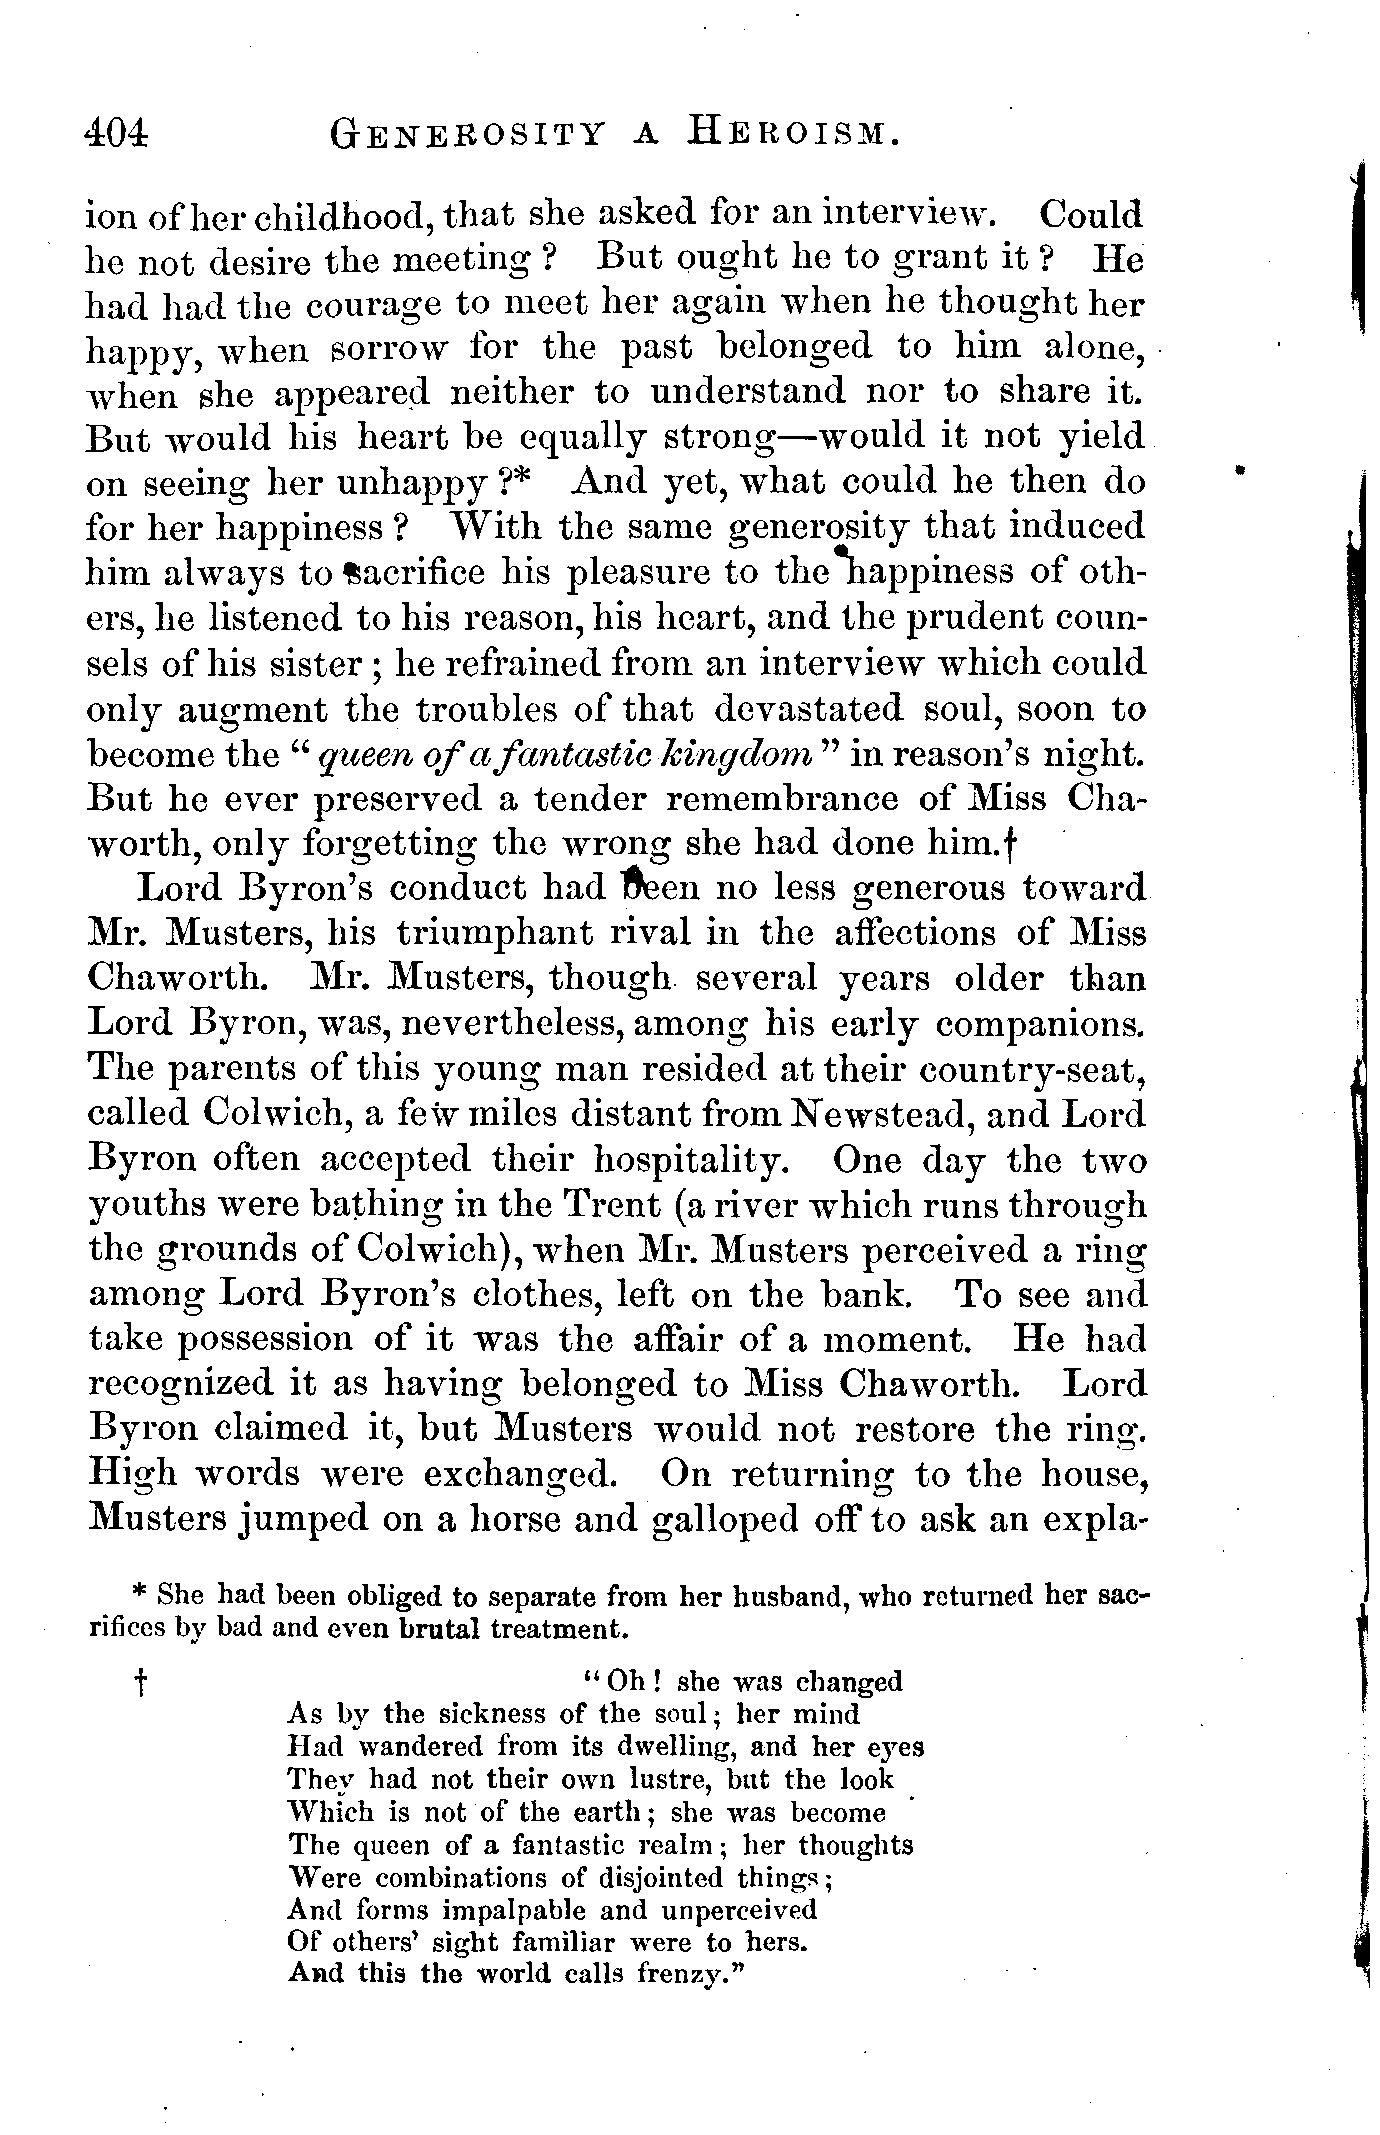 404 GENEROSITY A HEROISM.
ion of her childhood, that she asked for an interview. Could
he not desire the meeting? But ought he to grant it? He
had had the courage to meet her again when he thought her
happy, when sorrow for the past belonged to him alone,
when she appeared neither to understand nor to share it.
But would his heart be equally strong—would it not yield
on seeing her unhappy?* And yet, what could he then do
for her happiness? With the same generosity that induced
him always to sacrifice his pleasure to the happiness of oth-
ers, he listened to his reason, his heart, and the prudent coun-
sels of his sister; he refrained from an interview which could
only augment the troubles of that devastated soul, soon to
become the "queen of a fantastic kingdom" in reason's night.
But he ever preserved a tender remembrance of Miss Cha-
worth, only forgetting the wrong she had done him.†
Lord Byron's conduct had been no less generous toward
Mr. Musters, his triumphant rival in the affections of Miss
Chaworth. Mr. Musters, though several years older than
Lord Byron, was, nevertheless, among his early companions.
The parents of this young man resided at their country-seat,
called Colwich, a few miles distant from Newstead, and Lord
Byron often accepted their hospitality. One day the two
youths were bathing in the Trent (a river which runs through
the grounds of Colwich), when Mr. Musters perceived a ring
among Lord Byron's clothes, left on the bank. To see and
take possession of it was the affair of a moment. He had
recognized it as having belonged to Miss Chaworth. Lord
Byron claimed it, but Musters would not restore the ring.
High words were exchanged. On returning to the house,
Musters jumped on a horse and galloped off to ask an expla-
* She had been obliged to separate from her husband, who returned her sac-
rifices by bad and even brutal treatment.
† "Oh! she was changed
As by the sickness of the soul; her mind
Had wandered from its dwelling, and her eyes
They had not their own lustre, but the look
Which is not of the earth; she was become
The queen of a fantastic realm; her thoughts
Were combinations of disjointed things;
And forms impalpable and unperceived
Of others' sight familiar were to hers.
And this the world calls frenzy."